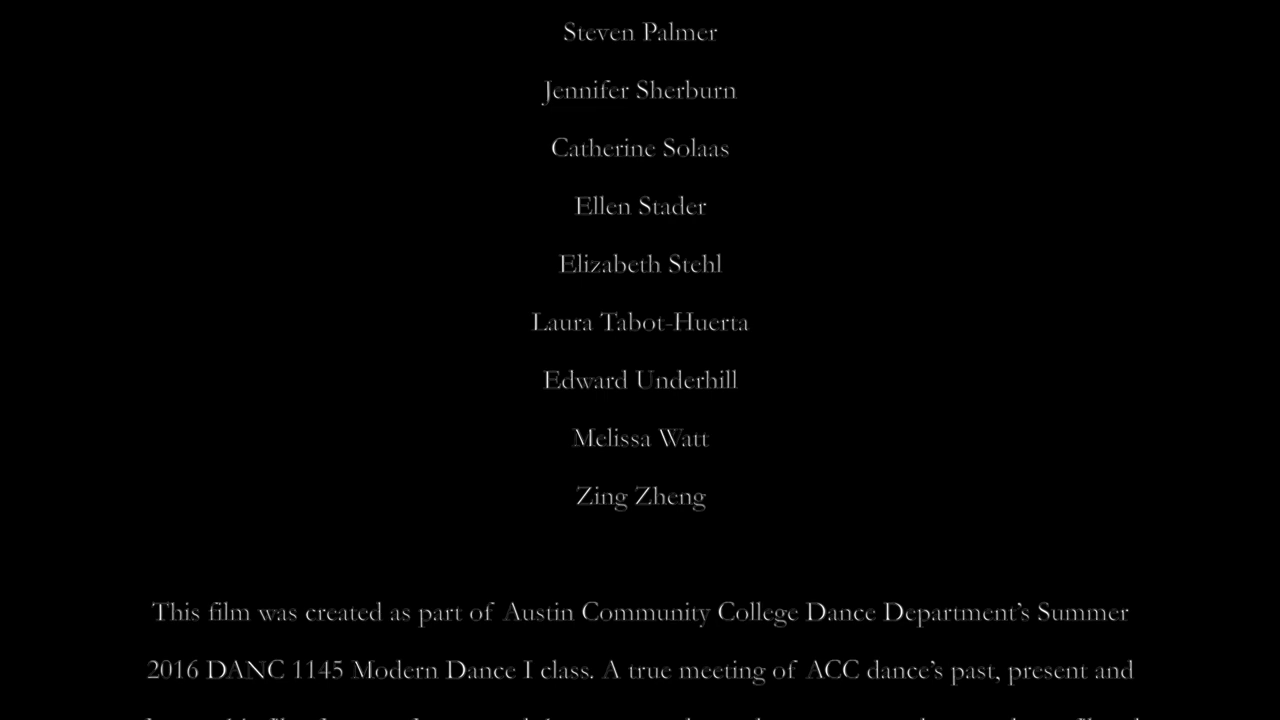 Steven Palmer
Jennifer Sherburn
Catherine Solaas
Ellen Stader
Elizabeth Stehl
Laura Tabot-Huerta
Edward Underhill
Melissa Watt
Zing Zheng
This film was created as part of Austin Community College Dance Department's Summer
2016 DANC 1145 Modern Dance I class. A true meeting of ACC dance's past, present and